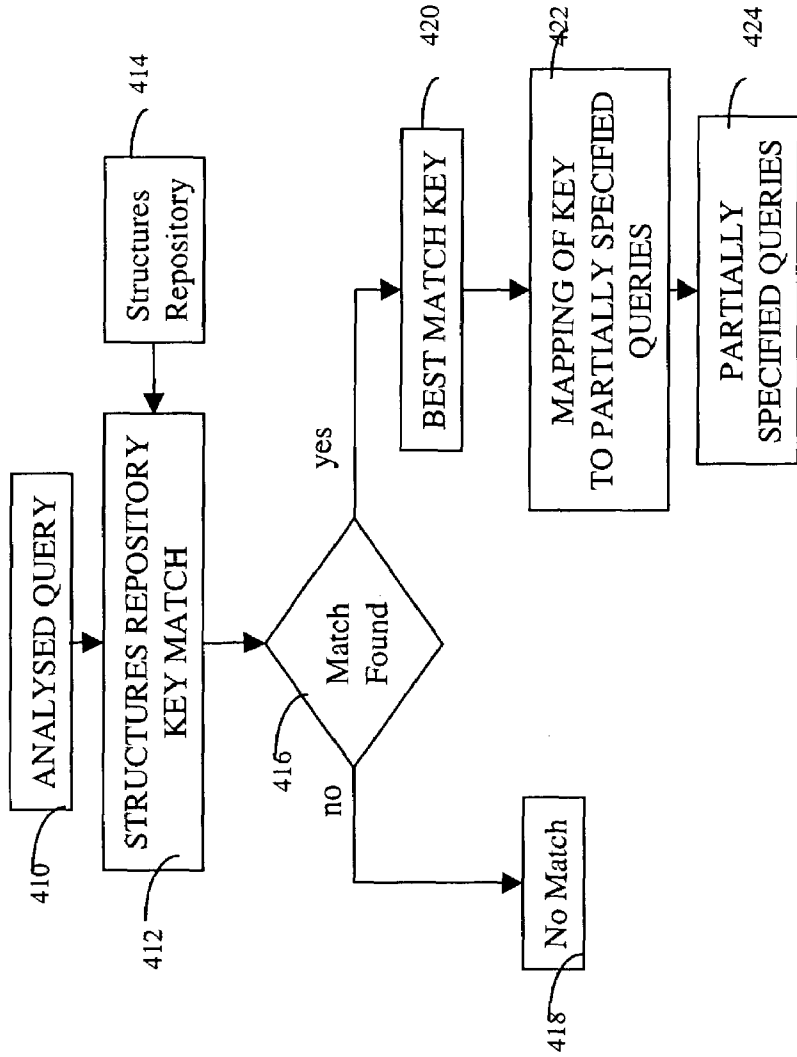 ANALYSED QUERY
410
STRUCTURES REPOSITORY
KEY MATCH
412
Structures
Repository
414
Match
Found
416
no
yes
No Match
418
BEST MATCH KEY
420
MAPPING OF KEY
TO PARTIALLY SPECIFIED
QUERIES
422
PARTIALLY
SPECIFIED QUERIES
424